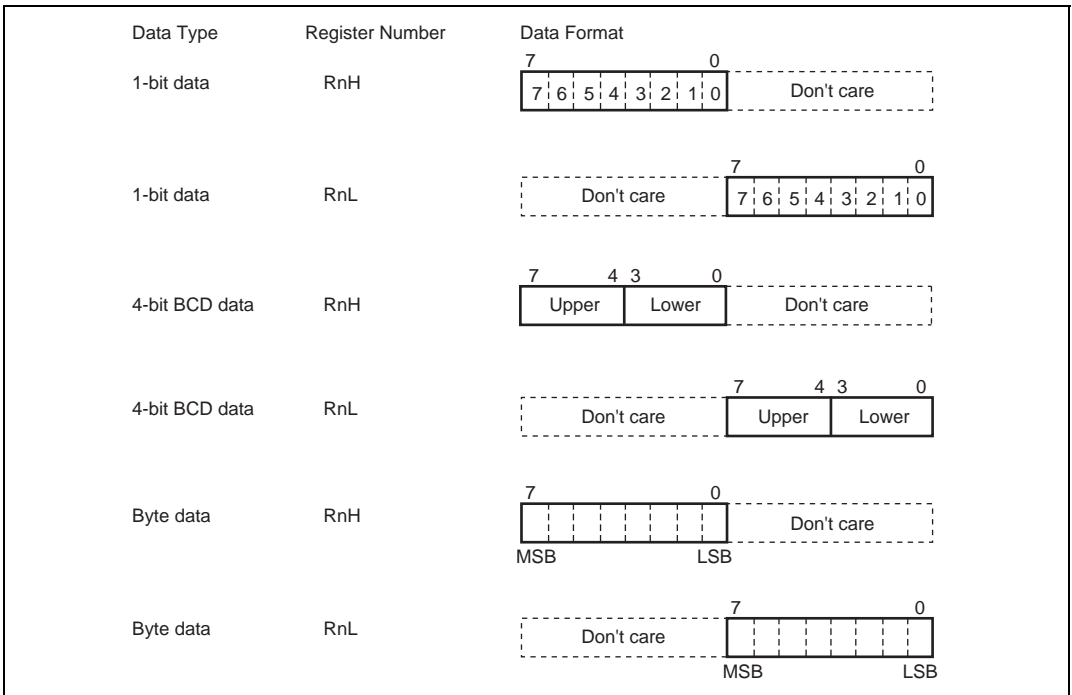 Data Type Register Number Data Format
7 0
1-bit data RnH 7 6 5 4 3 2 1 0 Don't care
7 0
1-bit data RnL Don't care 7 6 5 4 3 2 1 0
7 4 3 0
4-bit BCD data RnH Upper Lower Don't care
7 4 3 0
4-bit BCD data RnL Don't care Upper Lower
7 0
Byte data RnH Don't care
MSB LSB
7 0
Byte data RnL Don't care
MSB LSB